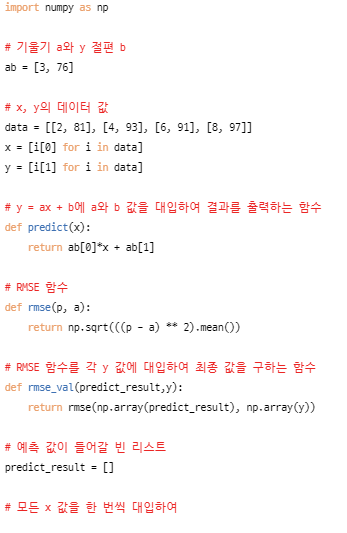 import numpy as np
# 기울기 a와 y 절편 b
ab = [3, 76]
# x, y의 데이터 값
data = [[2, 81], [4, 93], [6, 91], [8, 97]]
x = [i[0] for i in data]
y = [i[1] for i in data]
# y = ax + b에 a와 b 값을 대입하여 결과를 출력하는 함수
def predict(x):
    return ab[0]*x + ab[1]
# RMSE 함수
def rmse(p, a):
    return np.sqrt(((p - a) ** 2).mean())
# RMSE 함수를 각 y 값에 대입하여 최종 값을 구하는 함수
def rmse_val(predict_result,y):
    return rmse(np.array(predict_result), np.array(y))
# 예측 값이 들어갈 빈 리스트
predict_result = []
# 모든 x 값을 한 번씩 대입하여